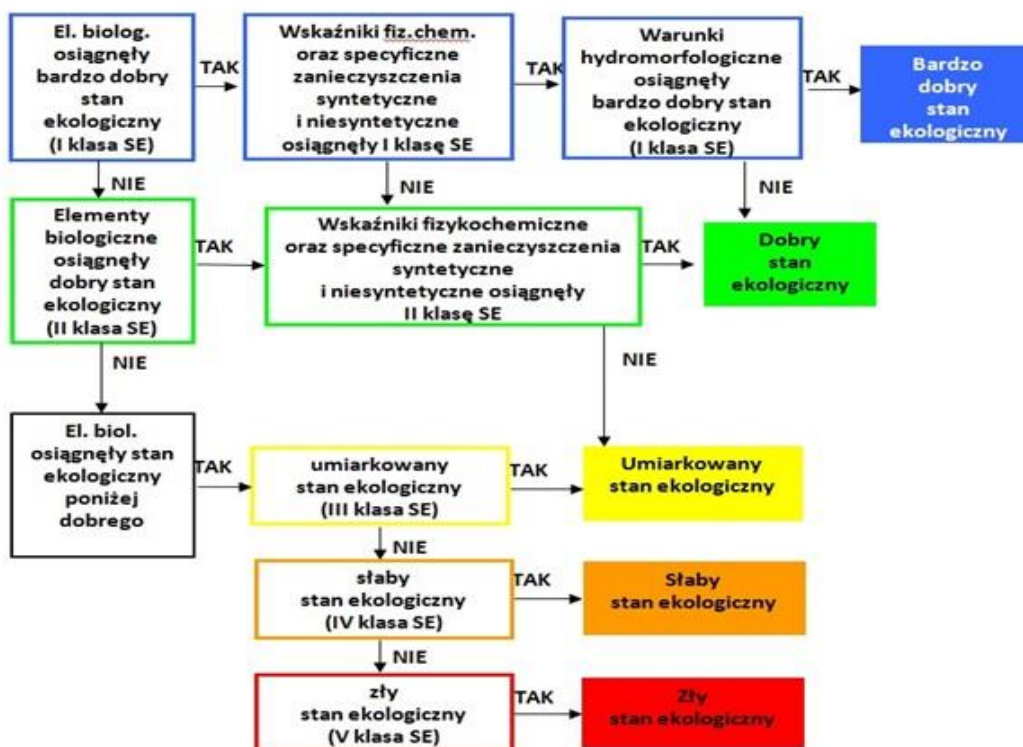 El. biolog.
osiągnęły
bardzo dobry
stan
ekologiczny
(I klasa SE)
TAK
Wskaźniki fiz.chem.
oraz specyficzne
zanieczyszczenia
syntetyczne
i niesyntetyczne
osiągnęły I klasę SE
TAK
Warunki
hydromorfologiczne
osiągnęły
bardzo dobry stan
ekologiczny
(I klasa SE)
TAK
Bardzo
dobry
stan
ekologiczny
NIE
NIE
NIE
Elementy
biologiczne
osiągnęły
dobry stan
ekologiczny
(II klasa SE)
TAK
Wskaźniki fizykochemiczne
oraz specyficzne zanieczyszczenia
syntetyczne
i niesyntetyczne osiągnęły
II klasę SE
TAK
Dobry
stan
ekologiczny
NIE
NIE
El. biol.
osiągnęły stan
ekologiczny
poniżej
dobrego
TAK
umiarkowany
stan ekologiczny
(III klasa SE)
TAK
Umiarkowany
stan ekologiczny
NIE
słaby
stan ekologiczny
(IV klasa SE)
TAK
Słaby
stan ekologiczny
NIE
zły
stan ekologiczny
(V klasa SE)
TAK
Zły
stan ekologiczny